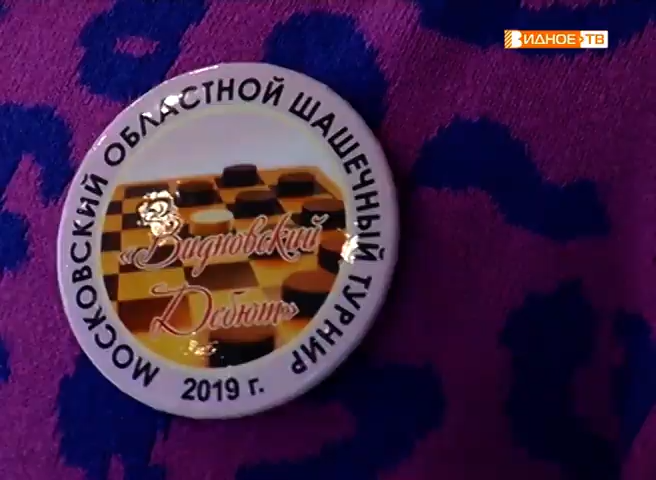 ВИДНОЕ ТВ
МОСКОВСКИЙ ОБЛАСТНОЙ ШАШЕЧНЫЙ ТУРНИР
«Видновский
Дебют»
2019 г.